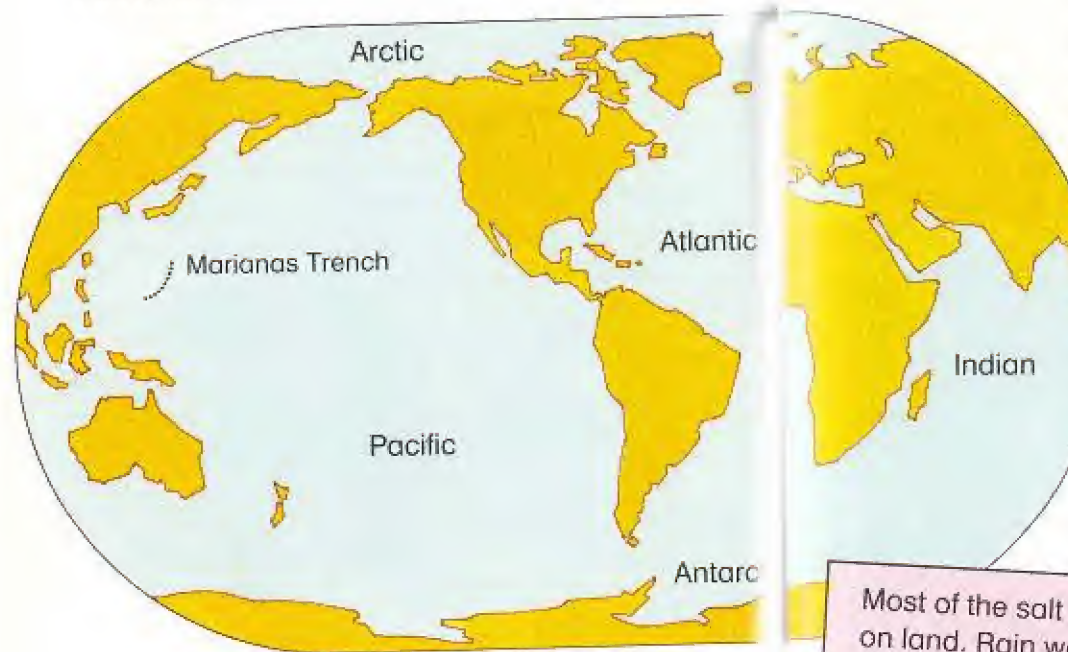 Arctic
Marianas Trench
Atlantic
Indian
Pacific
Antarc
Most of the salt
on land. Rain